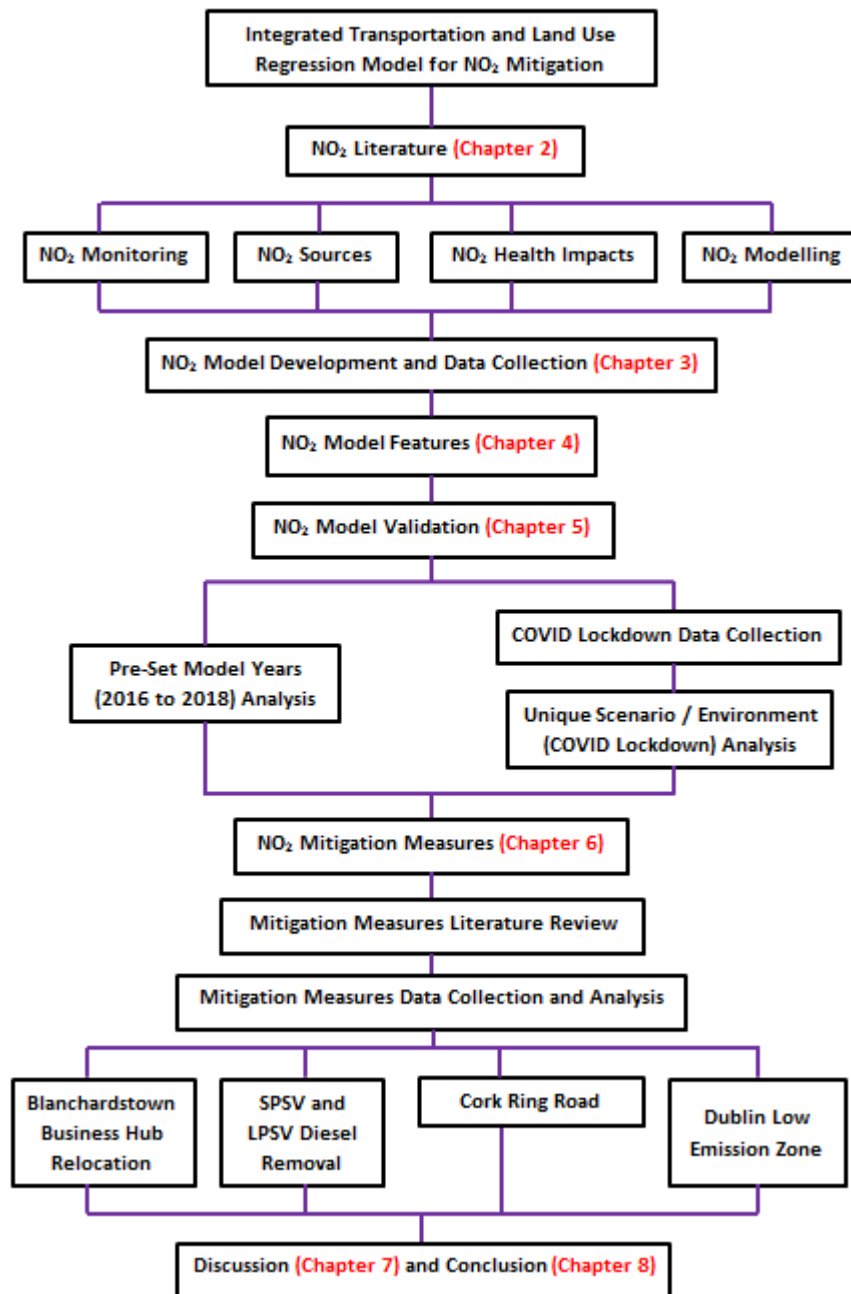 Integrated Transportation and Land Use
Regression Model for NO₂ Mitigation
NO₂ Literature (Chapter 2)
NO₂ Monitoring
NO₂ Sources
NO₂ Health Impacts
NO₂ Modelling
NO₂ Model Development and Data Collection (Chapter 3)
NO₂ Model Features (Chapter 4)
NO₂ Model Validation (Chapter 5)
Pre-Set Model Years
(2016 to 2018) Analysis
COVID Lockdown Data Collection
Unique Scenario / Environment
(COVID Lockdown) Analysis
NO₂ Mitigation Measures (Chapter 6)
Mitigation Measures Literature Review
Mitigation Measures Data Collection and Analysis
Blanchardstown
Business Hub
Relocation
SPSV and
LPSV Diesel
Removal
Cork Ring Road
Dublin Low
Emission Zone
Discussion (Chapter 7) and Conclusion (Chapter 8)